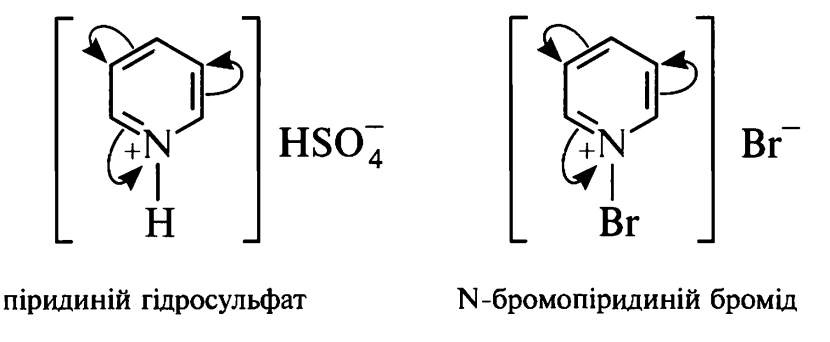 +N
H
HSO₄⁻
+N
Br
Br⁻
піридиній гідросульфат
N-бромопіридиній бромід